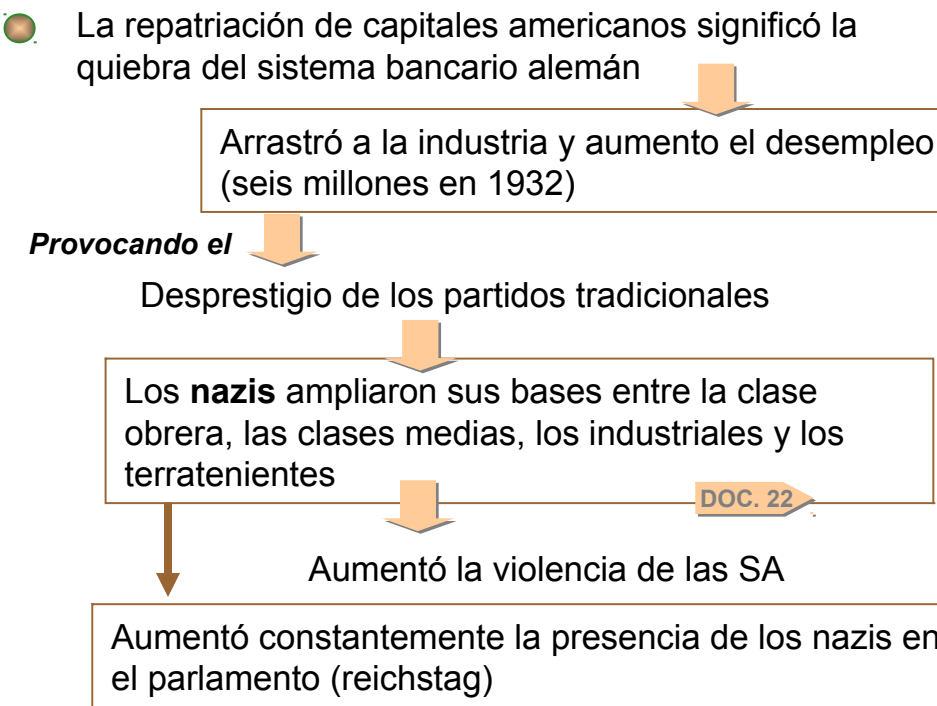 La repatriación de capitales americanos significó la
quiebra del sistema bancario alemán
Arrastró a la industria y aumento el desempleo
(seis millones en 1932)
Provocando el
Desprestigio de los partidos tradicionales
Los nazis ampliaron sus bases entre la clase
obrera, las clases medias, los industriales y los
terratenientes
DOC. 22
Aumentó la violencia de las SA
Aumentó constantemente la presencia de los nazis en
el parlamento (reichstag)